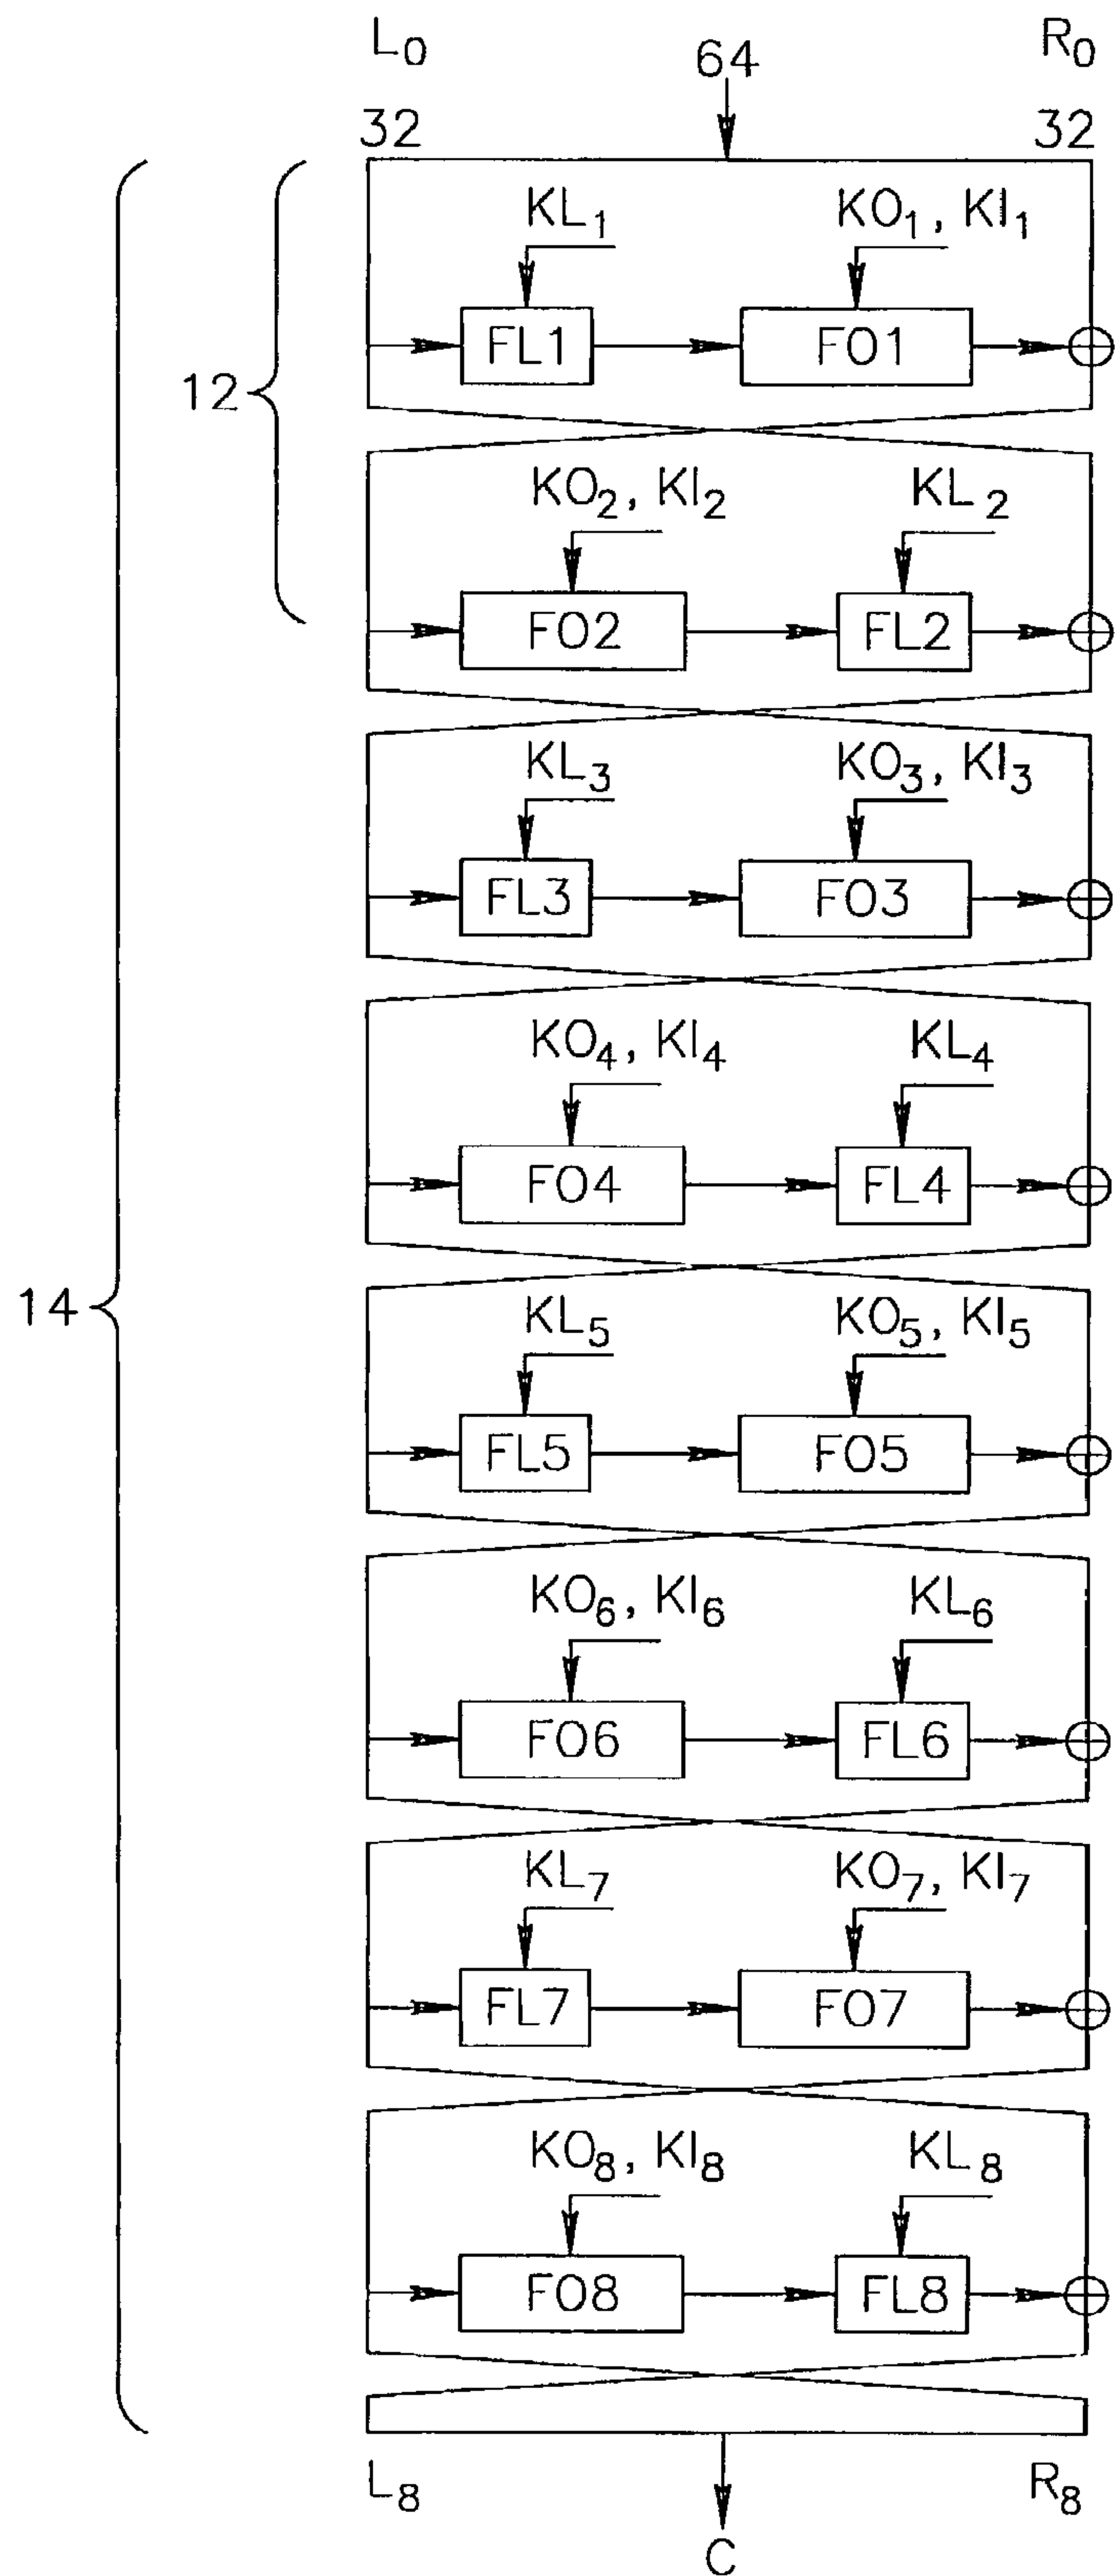 L₀ 64 R₀
32 32
KL₁ KO₁, KI₁
FL1 FO1
12
KO₂, KI₂ KL₂
FO2 FL2
KL₃ KO₃, KI₃
FL3 FO3
KO₄, KI₄ KL₄
FO4 FL4
14
KL₅ KO₅, KI₅
FL5 FO5
KO₆, KI₆ KL₆
FO6 FL6
KL₇ KO₇, KI₇
FL7 FO7
KO₈, KI₈ KL₈
FO8 FL8
L₈ R₈
C